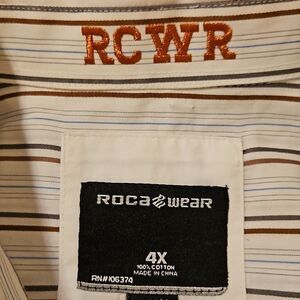 RCWR
ROCA WEAR
4X
100% COTTON
MADE IN CHINA
RN#106374